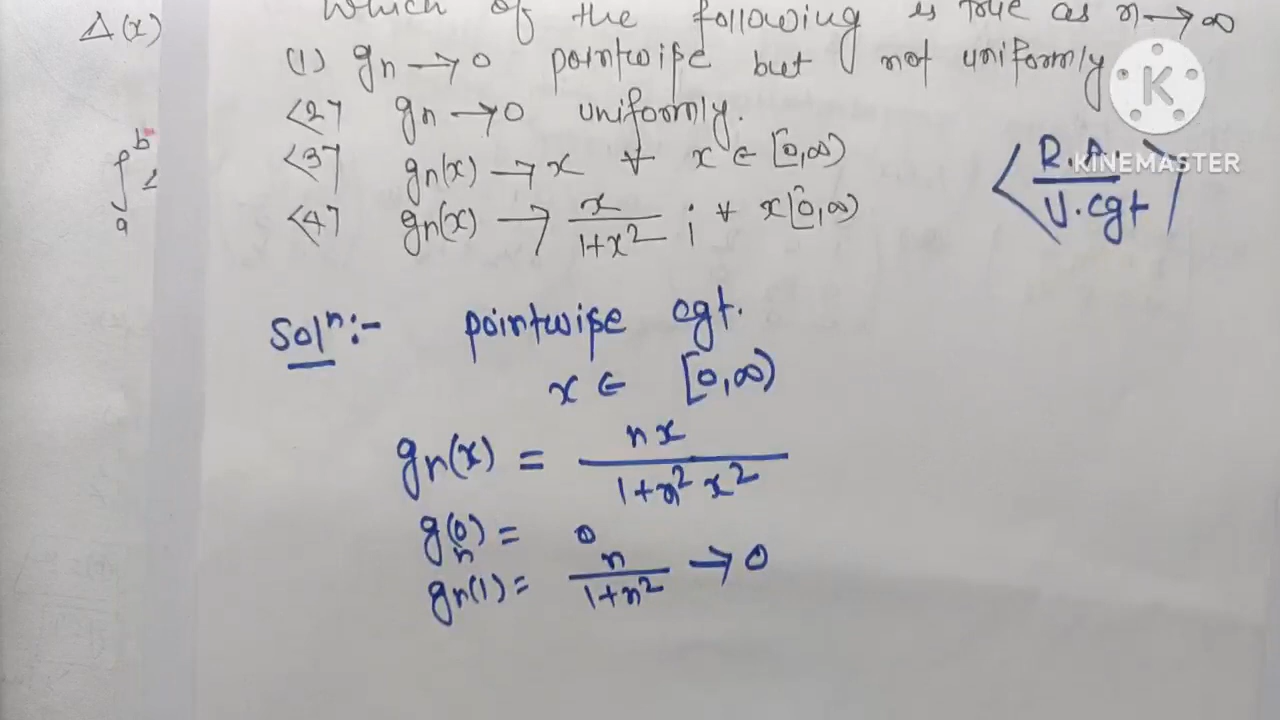 Δ(x)
Which of the following is true as n → ∞
(1) gn → 0 pointwise but not uniformly
<2> gn → 0 uniformly.
<3> gn(x) → x ∀ x ∈ [0,∞)
<4> gn(x) → x/(1+x²) ; ∀ x[0,∞)
K
KINEMASTER
U.cgt
b
∫ <
a
Solⁿ:- pointwise cgt.
x ∈ [0,∞)
gn(x) = nx/(1+n²x²)
gn(0) = 0
gn(1) = n/(1+n²) → 0